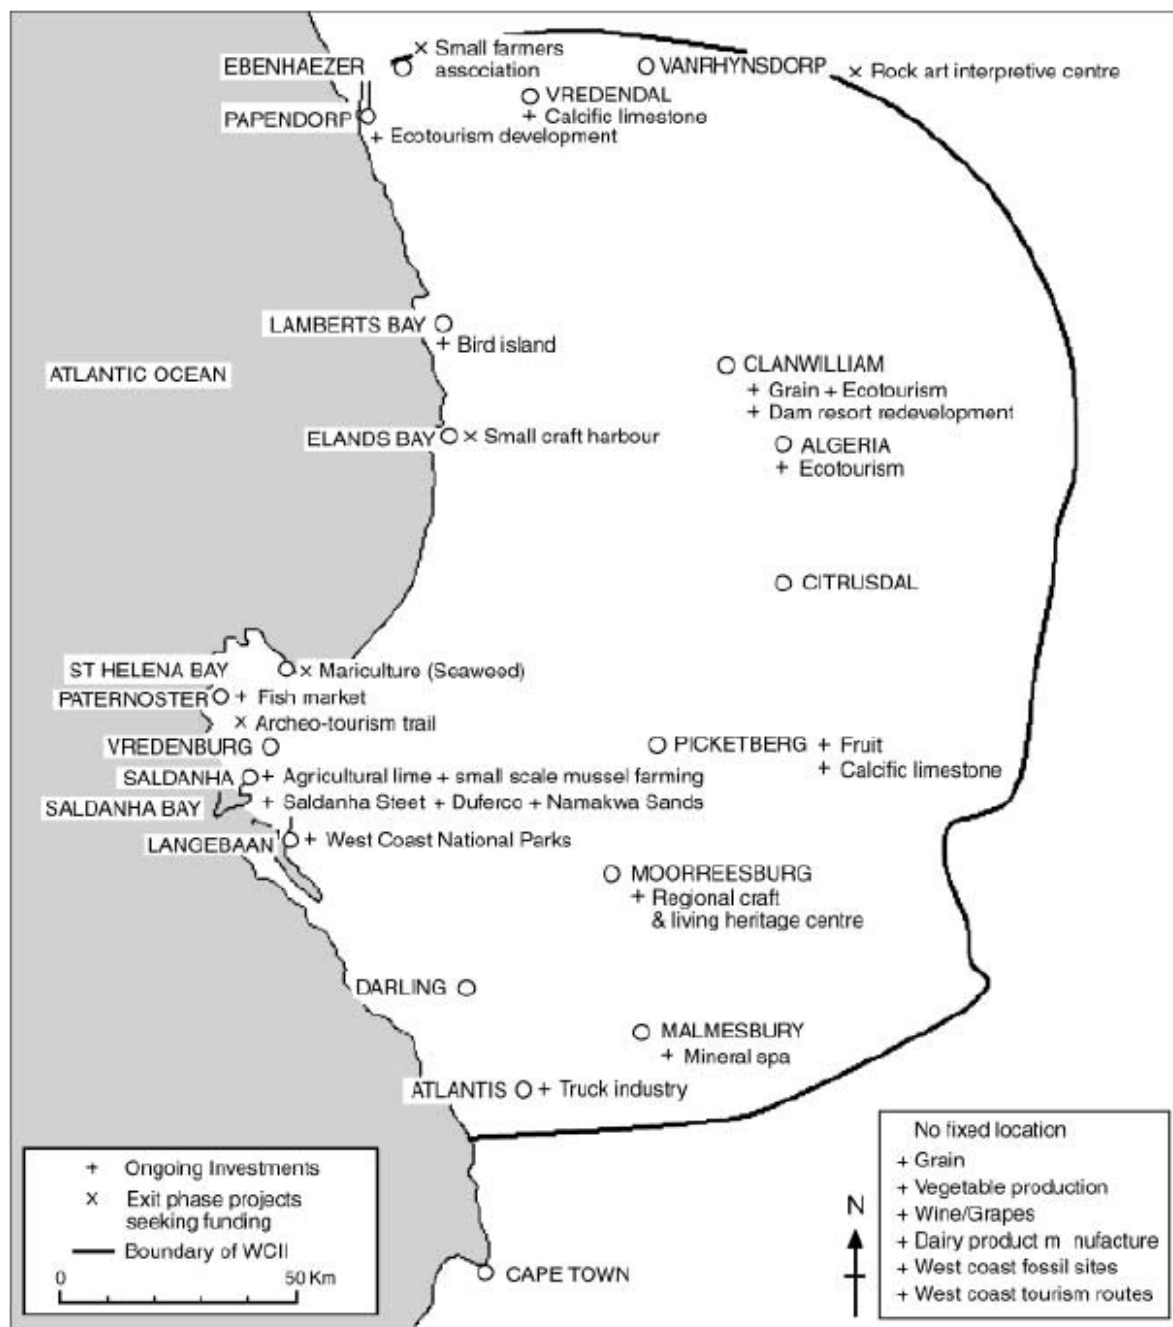 EBENHAEZER
× Small farmers
association
VANRHYNSDORP
× Rock art interpretive centre
VREDENDAL
+ Calcific limestone
PAPENDORP
+ Ecotourism development
LAMBERTS BAY
+ Bird island
ATLANTIC OCEAN
CLANWILLIAM
+ Grain + Ecotourism
+ Dam resort redevelopment
ELANDS BAY × Small craft harbour
ALGERIA
+ Ecotourism
CITRUSDAL
ST HELENA BAY × Mariculture (Seaweed)
PATERNOSTER + Fish market
× Archeo-tourism trail
VREDENBURG
PICKETBERG + Fruit
+ Calcific limestone
SALDANHA + Agricultural lime + small scale mussel farming
SALDANHA BAY + Saldanha Steet + Duferco + Namakwa Sands
LANGEBAAN + West Coast National Parks
MOORREESBURG
+ Regional craft
& living heritage centre
DARLING
MALMESBURY
+ Mineral spa
ATLANTIS + Truck industry
CAPE TOWN
+ Ongoing Investments
× Exit phase projects
seeking funding
Boundary of WCII
0 50 Km
N
No fixed location
+ Grain
+ Vegetable production
+ Wine/Grapes
+ Dairy product m nufacture
+ West coast fossil sites
+ West coast tourism routes